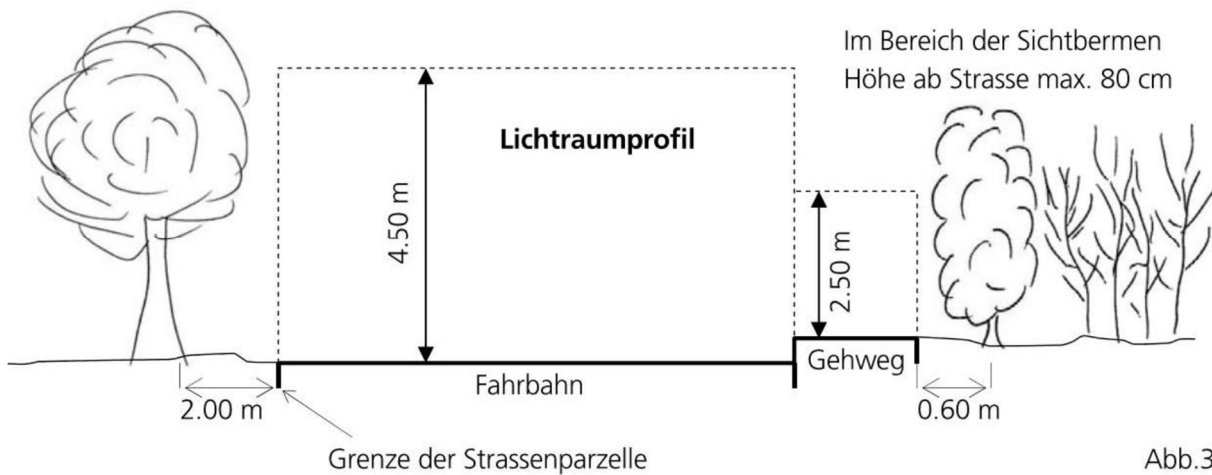 Im Bereich der Sichtbermen
Höhe ab Strasse max. 80 cm
Lichtraumprofil
4.50 m
2.50 m
Gehweg
Fahrbahn
2.00 m
0.60 m
Grenze der Strassenparzelle
Abb.3